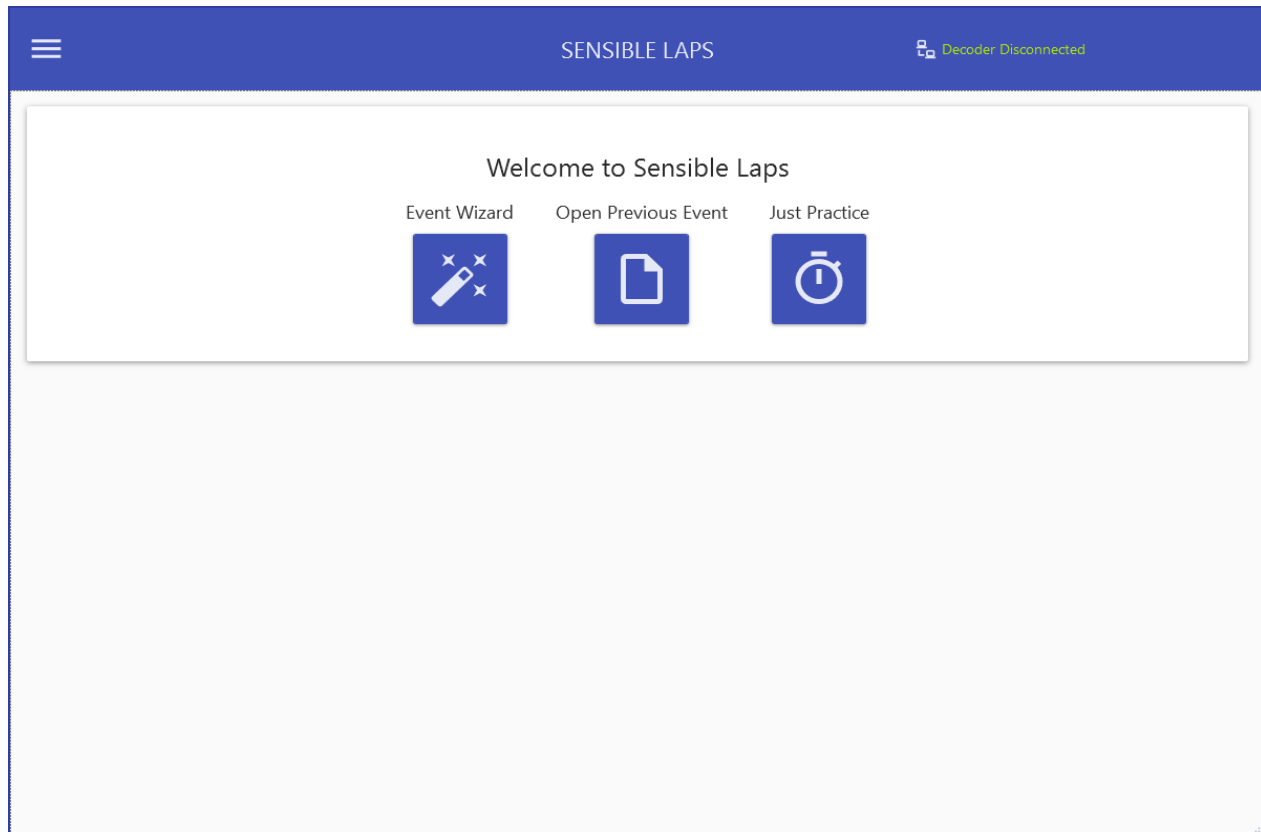 SENSIBLE LAPS
Decoder Disconnected
Welcome to Sensible Laps
Event Wizard
Open Previous Event
Just Practice